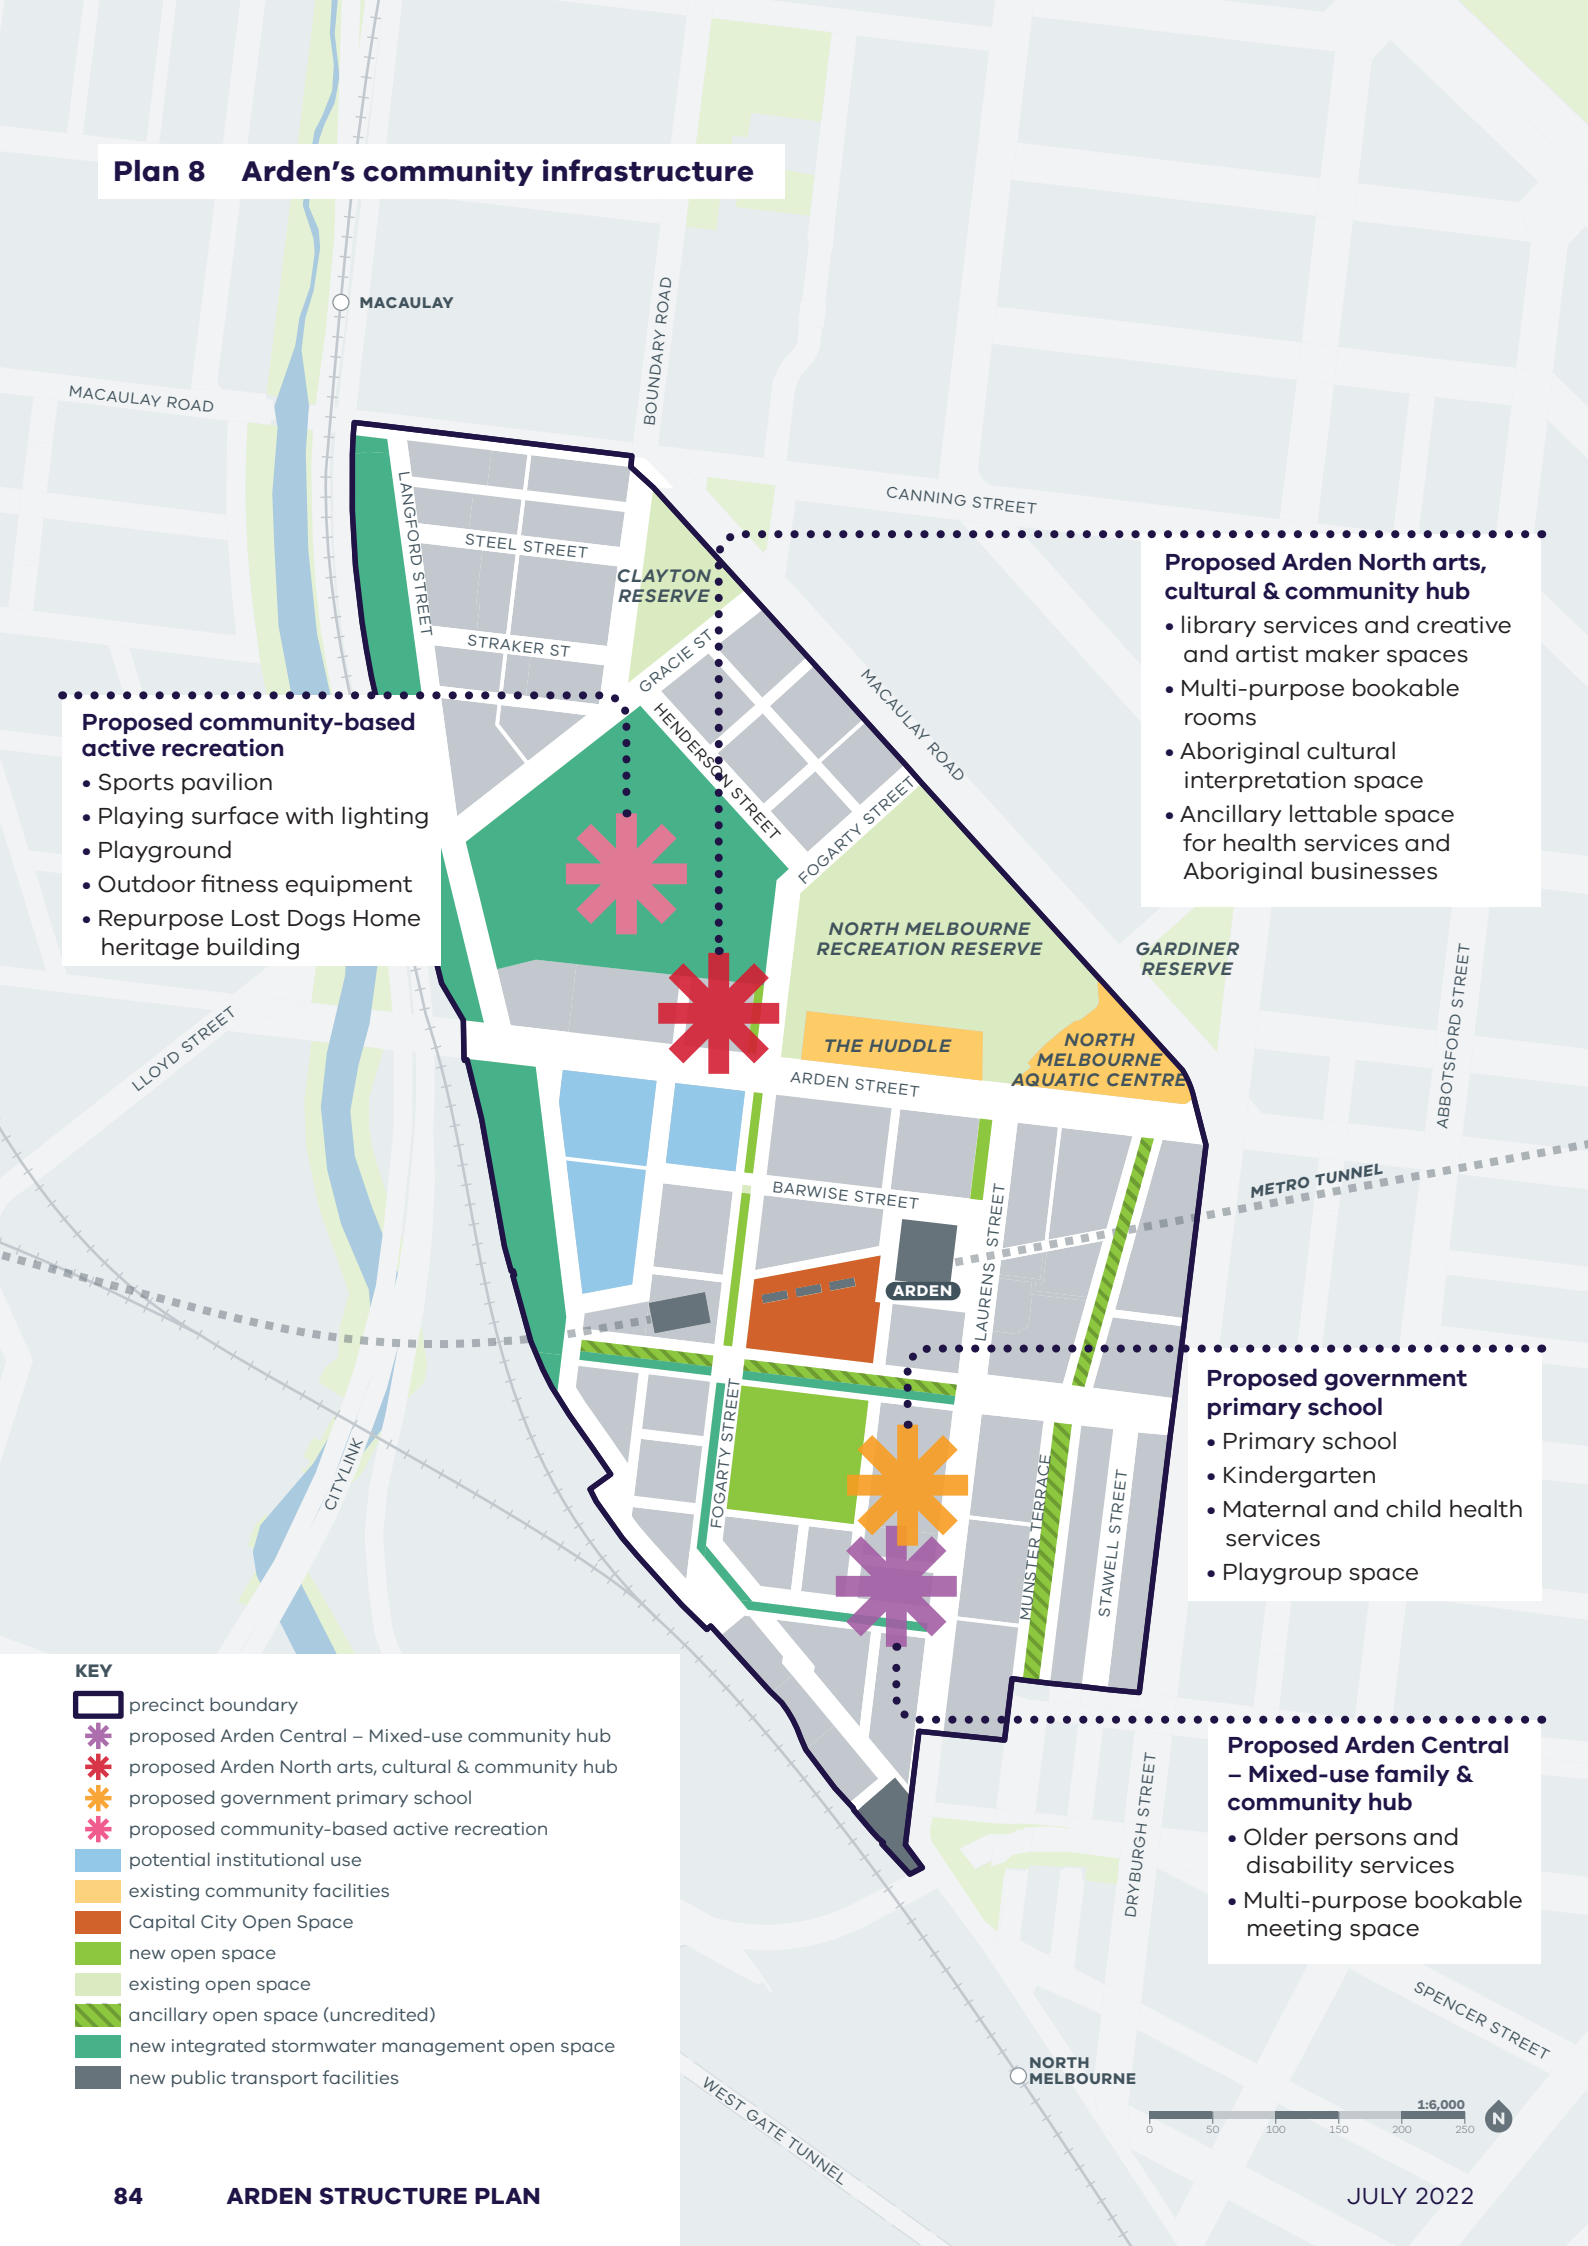 Plan 8 Arden's community infrastructure
MACAULAY
BOUNDARY ROAD
MACAULAY ROAD
CANNING STREET
LANGFORD STREET
STEEL STREET
CLAYTON
RESERVE
STRAKER ST
GRACIE ST
HENDERSON STREET
MACAULAY ROAD
FOGARTY STREET
Proposed Arden North arts,
cultural & community hub
• library services and creative
and artist maker spaces
• Multi-purpose bookable
rooms
• Aboriginal cultural
interpretation space
• Ancillary lettable space
for health services and
Aboriginal businesses
Proposed community-based
active recreation
• Sports pavilion
• Playing surface with lighting
• Playground
• Outdoor fitness equipment
• Repurpose Lost Dogs Home
heritage building
NORTH MELBOURNE
RECREATION RESERVE
GARDINER
RESERVE
ABBOTSFORD STREET
LLOYD STREET
THE HUDDLE
NORTH
MELBOURNE
AQUATIC CENTRE
ARDEN STREET
BARWISE STREET
METRO TUNNEL
LAURENS STREET
ARDEN
CITYLINK
FOGARTY STREET
MUNSTER TERRACE
STAWELL STREET
Proposed government
primary school
• Primary school
• Kindergarten
• Maternal and child health
services
• Playgroup space
Proposed Arden Central
– Mixed-use family &
community hub
• Older persons and
disability services
• Multi-purpose bookable
meeting space
DRYBURGH STREET
SPENCER STREET
NORTH
MELBOURNE
WEST GATE TUNNEL
KEY
precinct boundary
proposed Arden Central – Mixed-use community hub
proposed Arden North arts, cultural & community hub
proposed government primary school
proposed community-based active recreation
potential institutional use
existing community facilities
Capital City Open Space
new open space
existing open space
ancillary open space (uncredited)
new integrated stormwater management open space
new public transport facilities
1:6,000
0 50 100 150 200 250
N
84 ARDEN STRUCTURE PLAN
JULY 2022